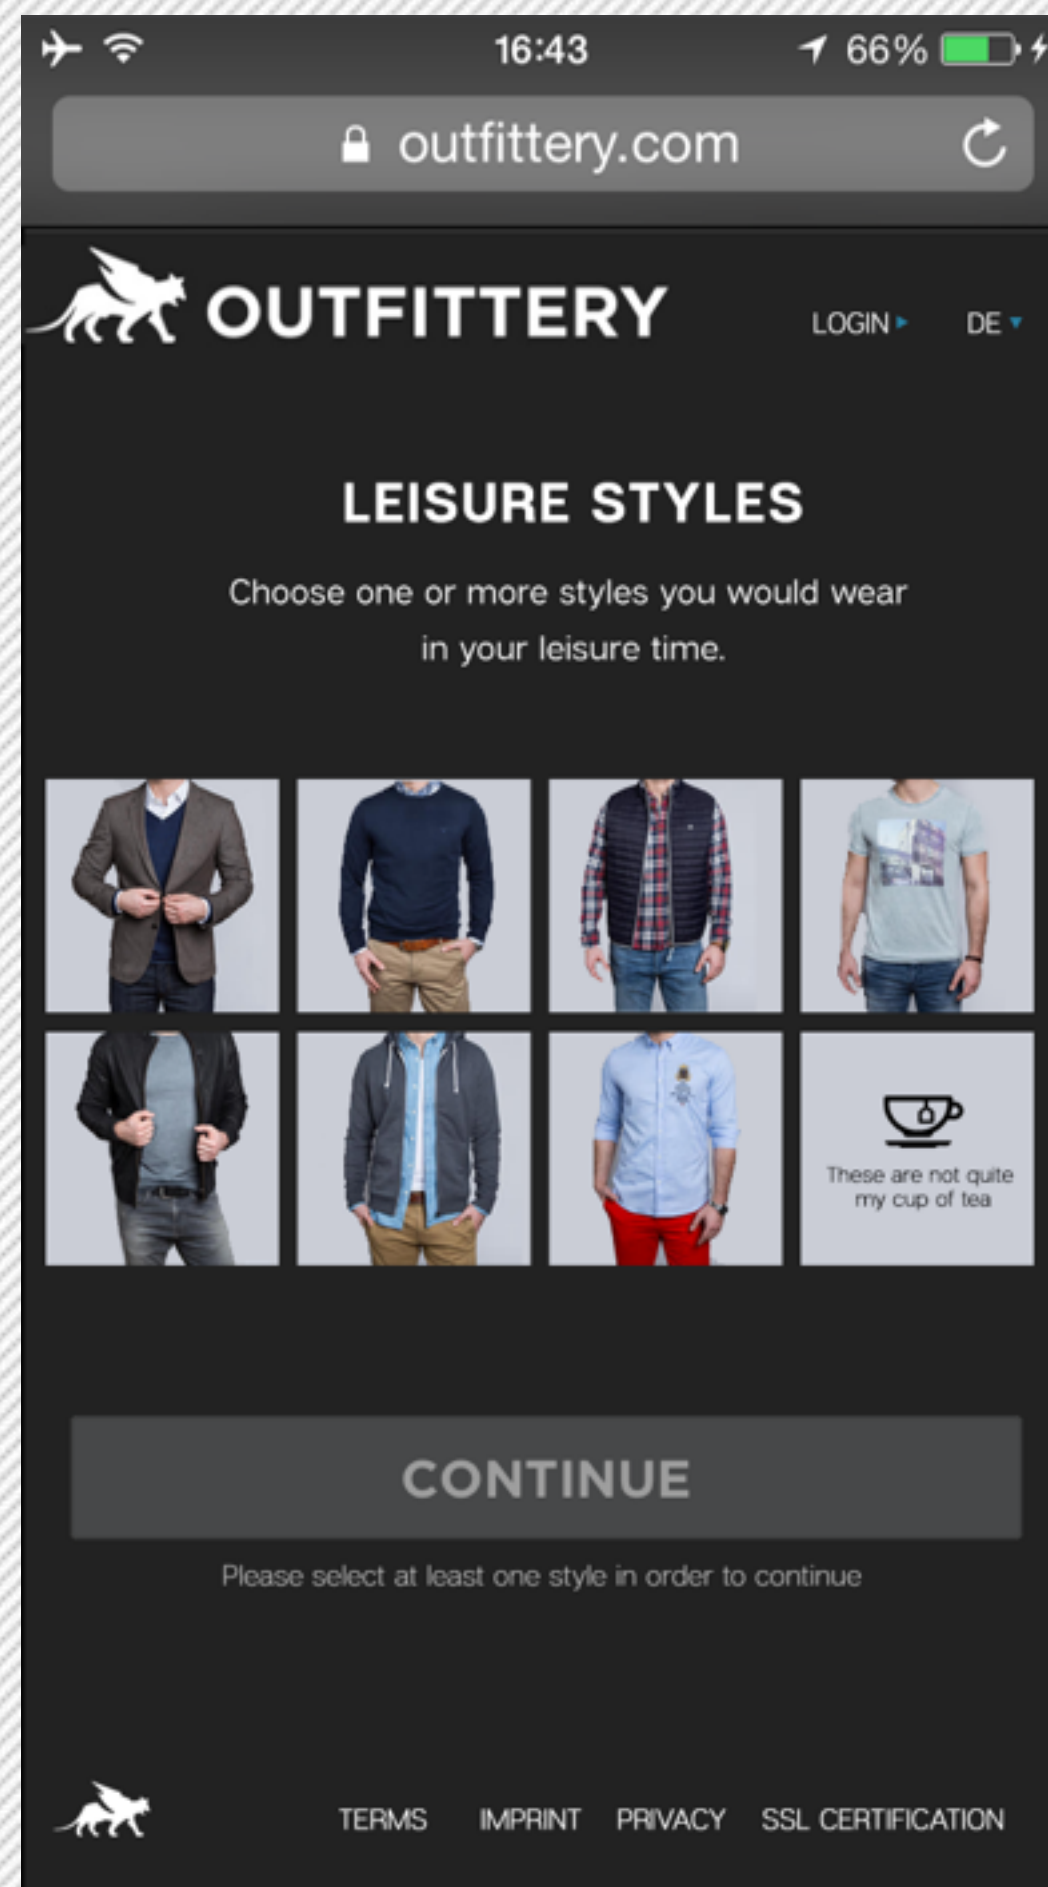 16:43
66%
outfittery.com
OUTFITTERY
LOGIN
DE
LEISURE STYLES
Choose one or more styles you would wear
in your leisure time.
These are not quite
my cup of tea
CONTINUE
Please select at least one style in order to continue
TERMS IMPRINT PRIVACY SSL CERTIFICATION